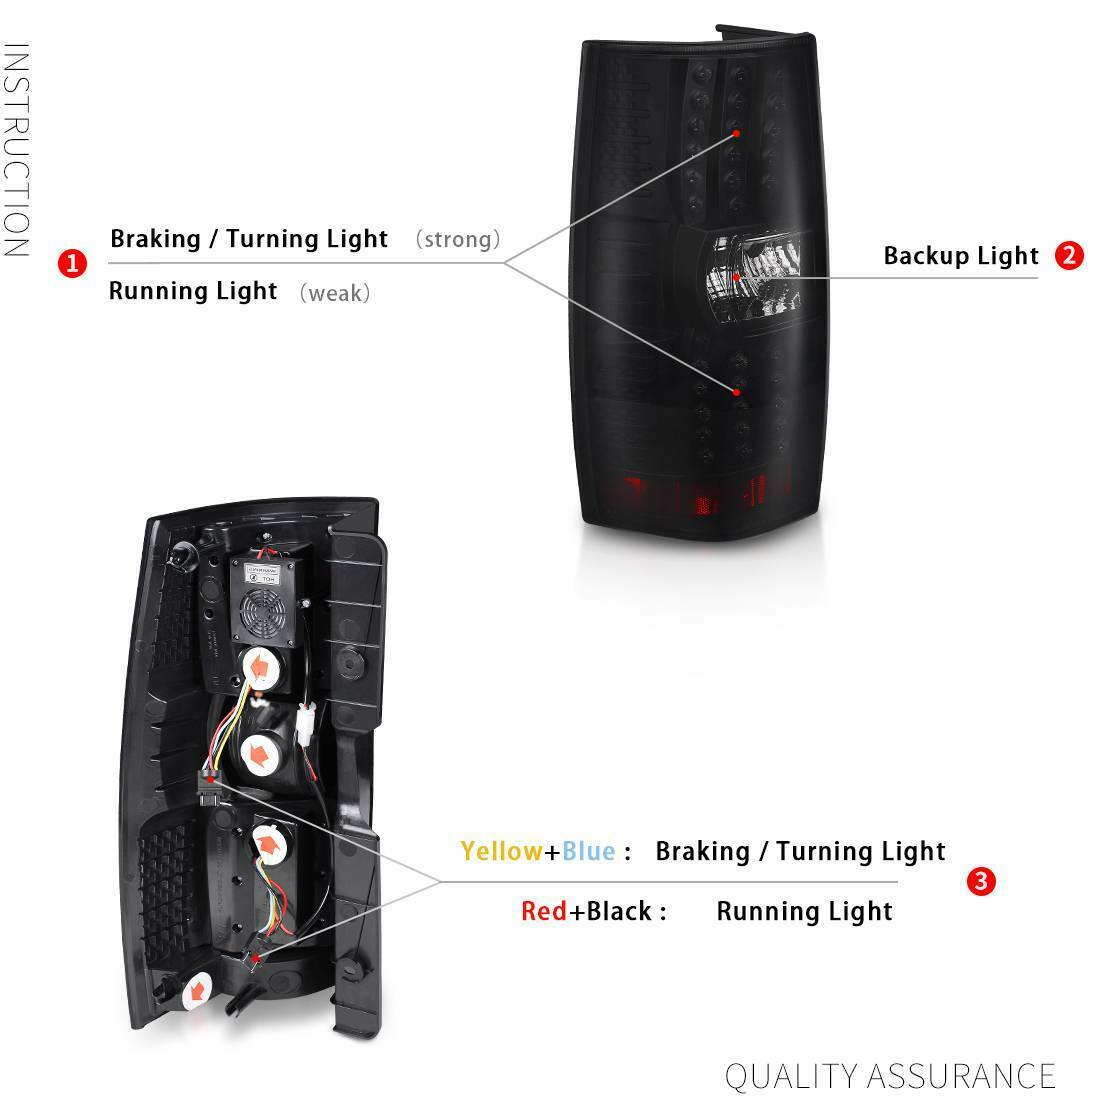 INSTRUCTION
1
Braking / Turning Light (strong)
Running Light (weak)
Backup Light 2
HOT
Yellow+Blue : Braking / Turning Light
3
Red+Black : Running Light
QUALITY ASSURANCE